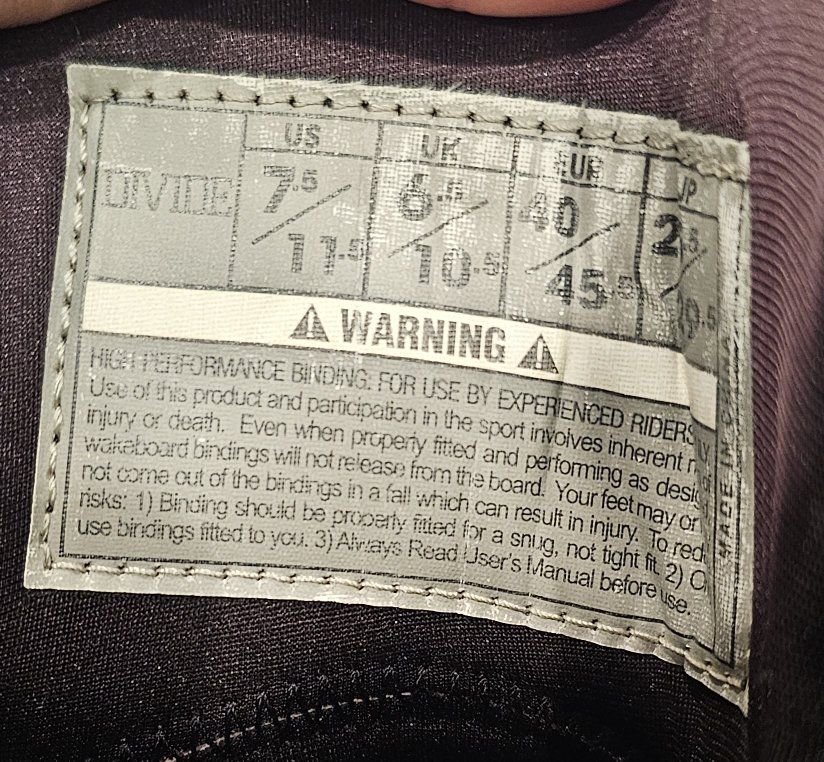 US UK EUR JP
DIVIDE 7.5/11.5 6.5/10.5 40/45.5
WARNING
HIGH PERFORMANCE BINDING: FOR USE BY EXPERIENCED RIDERS
Use of this product and participation in the sport involves inherent
injury or death. Even when properly fitted and performing as
wakeboard bindings will not release from the board. Your feet may or
not come out of the bindings in a fall which can result in injury. To
risks: 1) Binding should be properly fitted for a snug, not tight fit. 2)
use bindings fitted to you. 3) Always Read User's Manual before use.
MADE IN CHINA